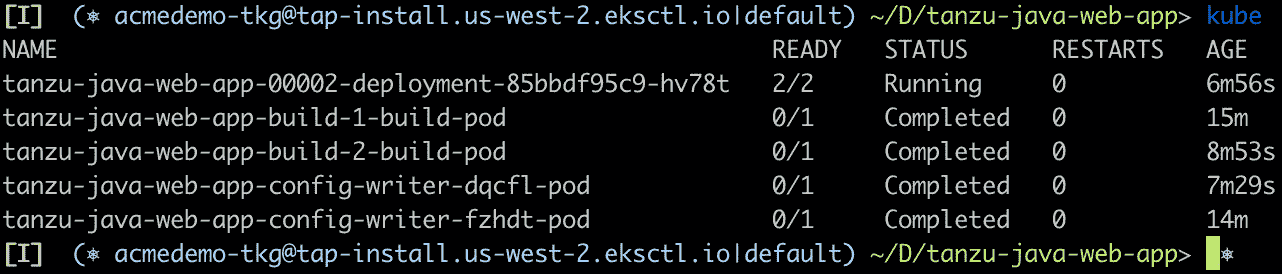 [I] (⎈ acmedemo-tkg@tap-install.us-west-2.eksctl.io|default) ~/D/tanzu-java-web-app> kube
NAME READY STATUS RESTARTS AGE
tanzu-java-web-app-00002-deployment-85bbdf95c9-hv78t 2/2 Running 0 6m56s
tanzu-java-web-app-build-1-build-pod 0/1 Completed 0 15m
tanzu-java-web-app-build-2-build-pod 0/1 Completed 0 8m53s
tanzu-java-web-app-config-writer-dqcfl-pod 0/1 Completed 0 7m29s
tanzu-java-web-app-config-writer-fzhdt-pod 0/1 Completed 0 14m
[I] (⎈ acmedemo-tkg@tap-install.us-west-2.eksctl.io|default) ~/D/tanzu-java-web-app> ⎈